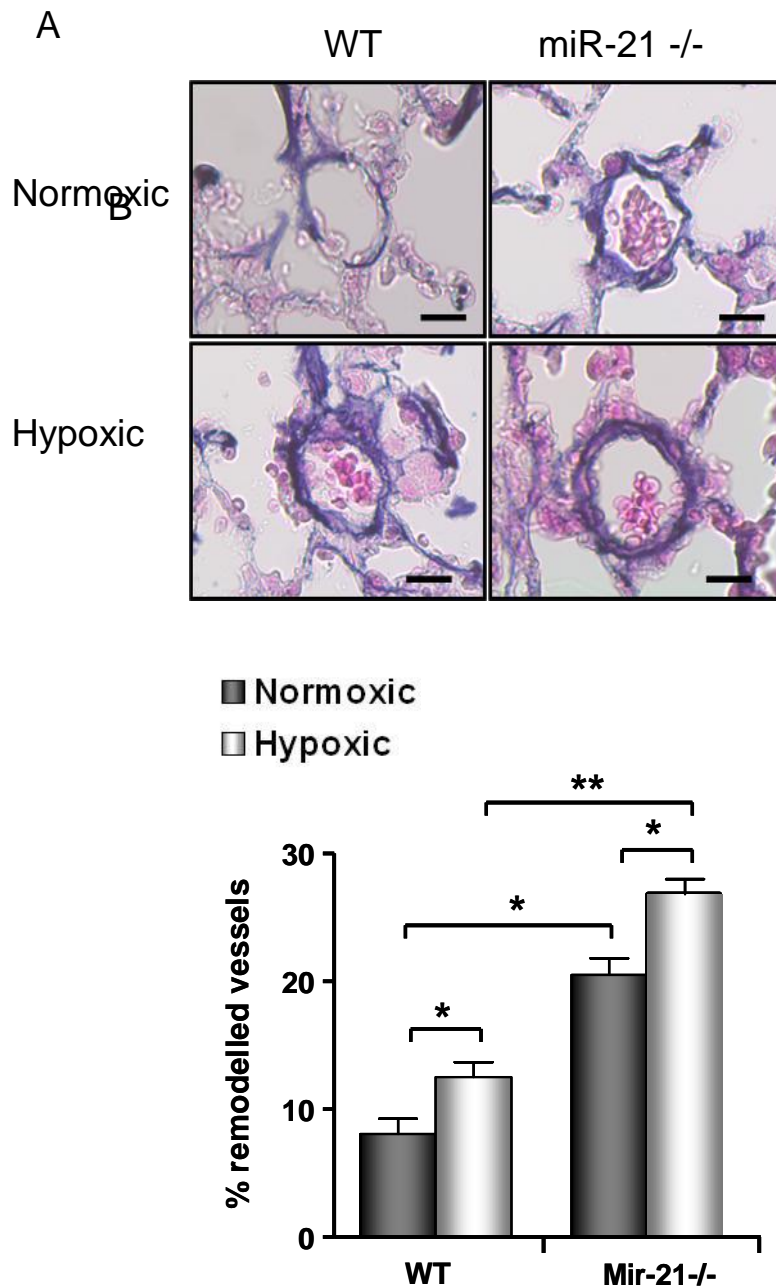 A
WT miR-21 -/-
Normoxic
B
Hypoxic
Normoxic
Hypoxic
**
*
*
*
30
20
10
0
% remodelled vessels
WT Mir-21-/-